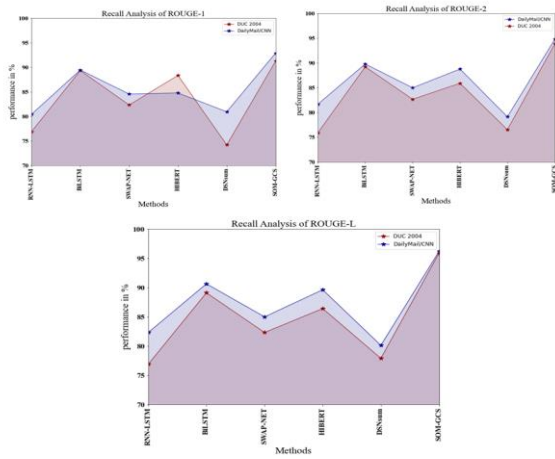 Recall Analysis of ROUGE-1
DUC 2004
DailyMail/CNN
performance in %
100
95
90
85
80
75
70
RNN-LSTM
BiLSTM
SWAP-NET
HIBERT
DSNsum
SOM-GCS
Methods
Recall Analysis of ROUGE-2
DailyMail/CNN
DUC 2004
performance in %
100
95
90
85
80
75
70
RNN-LSTM
BiLSTM
SWAP-NET
HIBERT
DSNsum
SOM-GCS
Methods
Recall Analysis of ROUGE-L
DUC 2004
DailyMail/CNN
performance in %
100
95
90
85
80
75
70
RNN-LSTM
BiLSTM
SWAP-NET
HIBERT
DSNsum
SOM-GCS
Methods